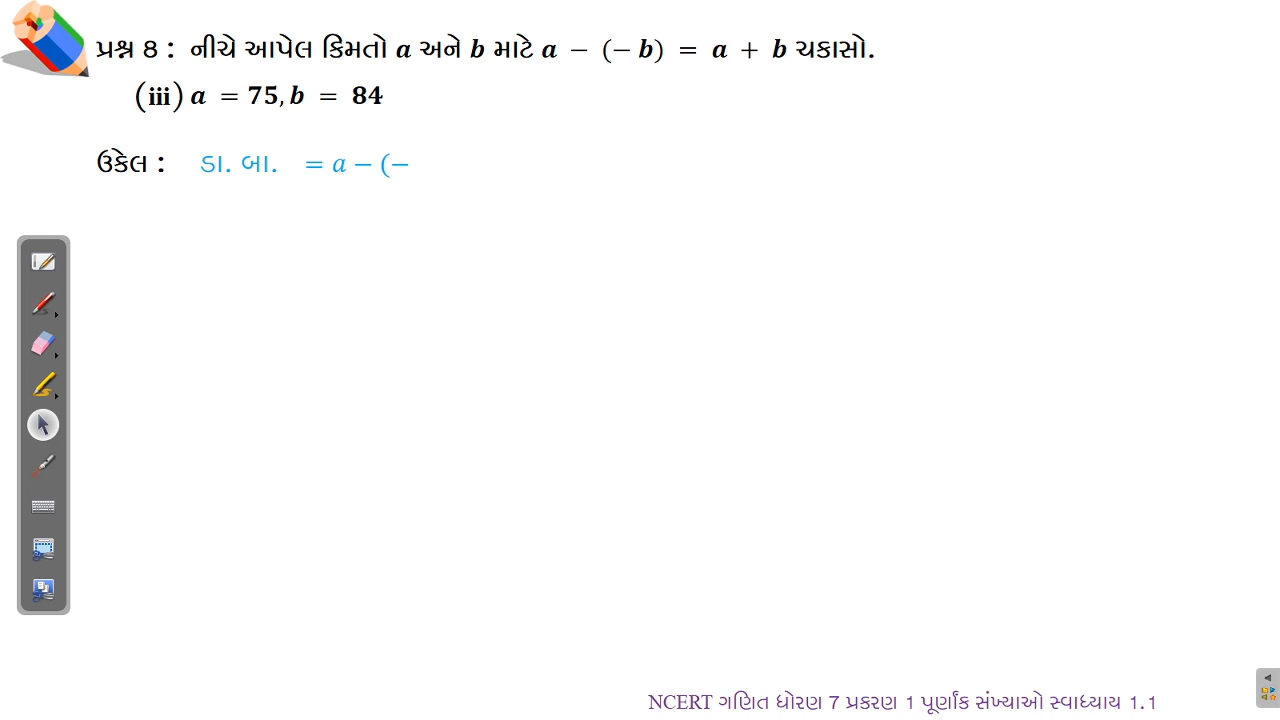 પ્રશ્ન 8 : નીચે આપેલ કિંમતો a અને b માટે a − (− b) = a + b ચકાસો.
(iii) a = 75, b = 84
ઉકેલ : ડા. બા. = a − (−
NCERT ગણિત ધોરણ 7 પ્રકરણ 1 પૂર્ણાંક સંખ્યાઓ સ્વાધ્યાય 1.1